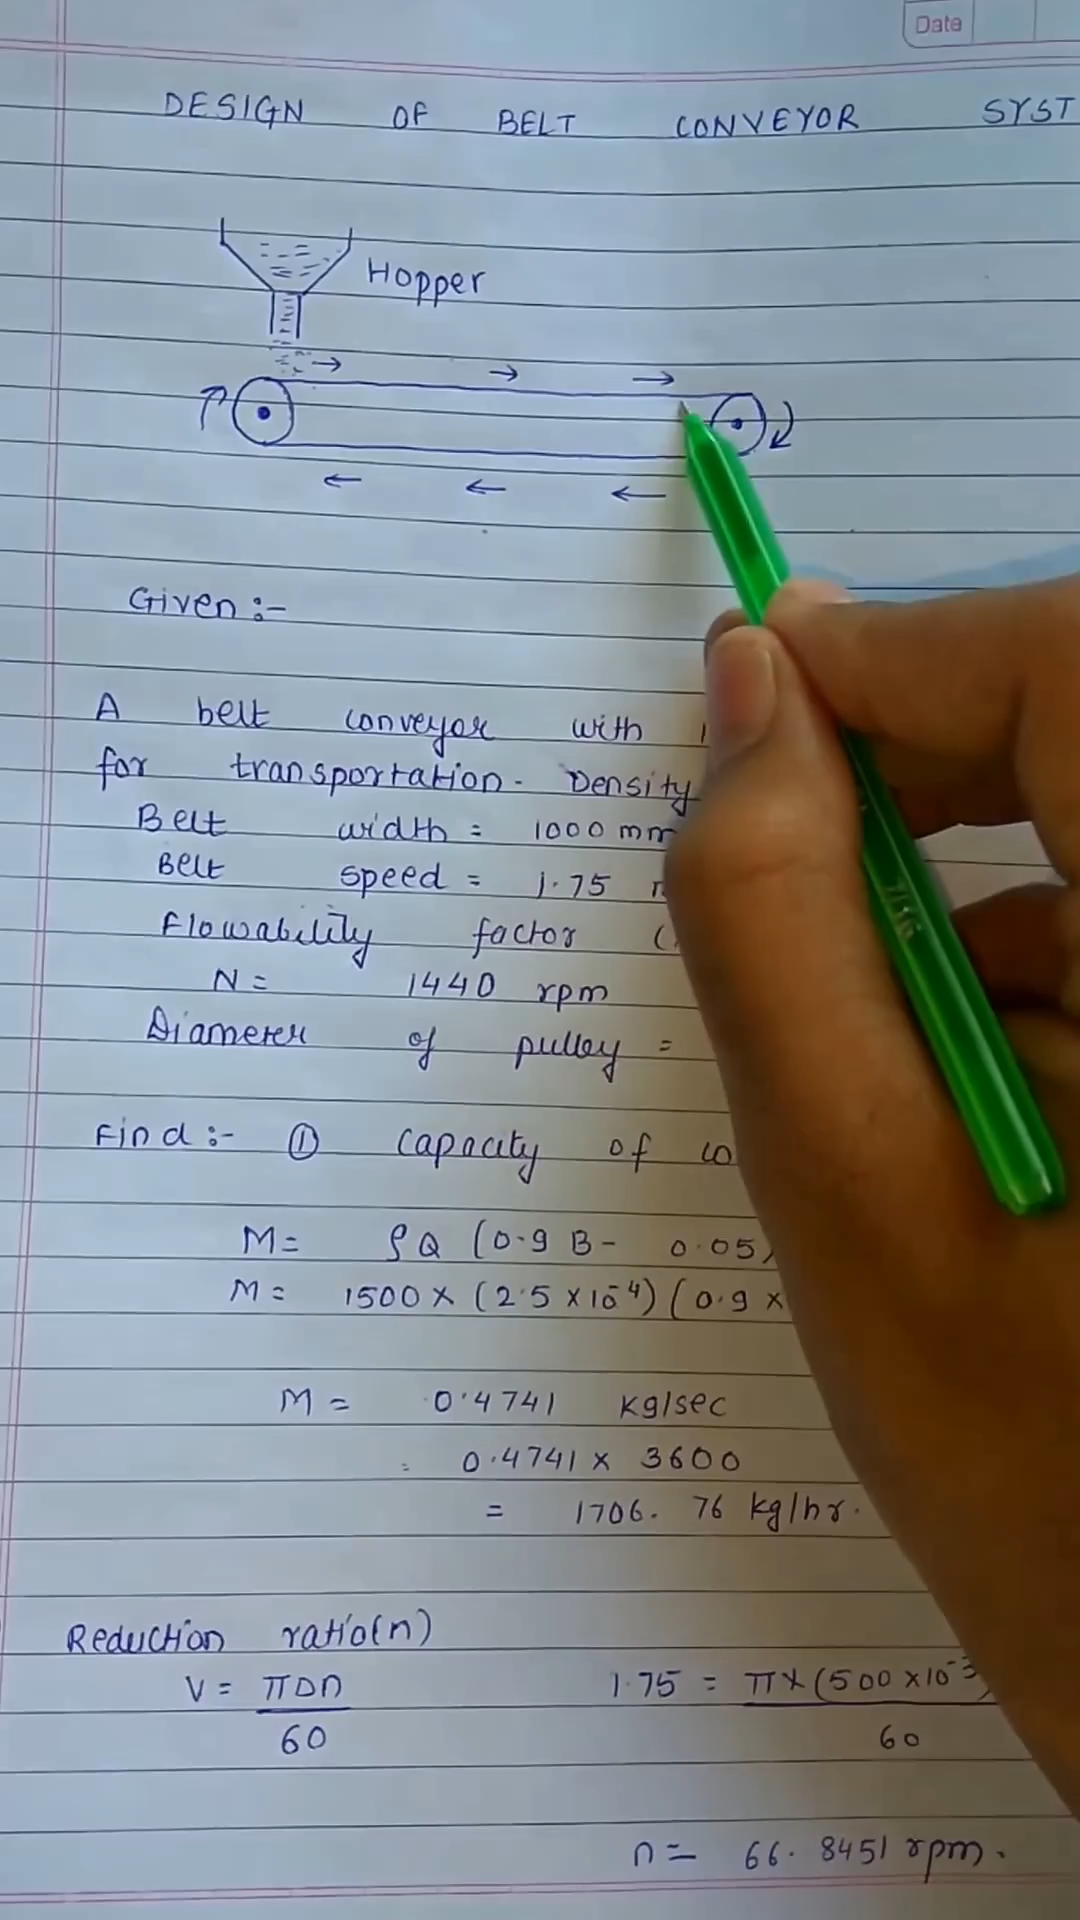 Date
DESIGN OF BELT CONVEYOR SYST
Hopper
Given :-
A belt conveyor with
for transportation. Density
Belt width = 1000 mm
Belt speed = 1.75
Flowability factor (
N = 1440 rpm
Diameter of pulley =
Find :- ① capacity of co
M = ρ Q (0.9 B - 0.05)
M = 1500 × (2.5 × 10⁻⁴) (0.9 ×
M = 0.4741 kg/sec
= 0.4741 × 3600
= 1706.76 kg/hr.
Reduction ratio(n)
V = πDn / 60 1.75 = π × (500 × 10⁻³) / 60
n = 66.8451 rpm.